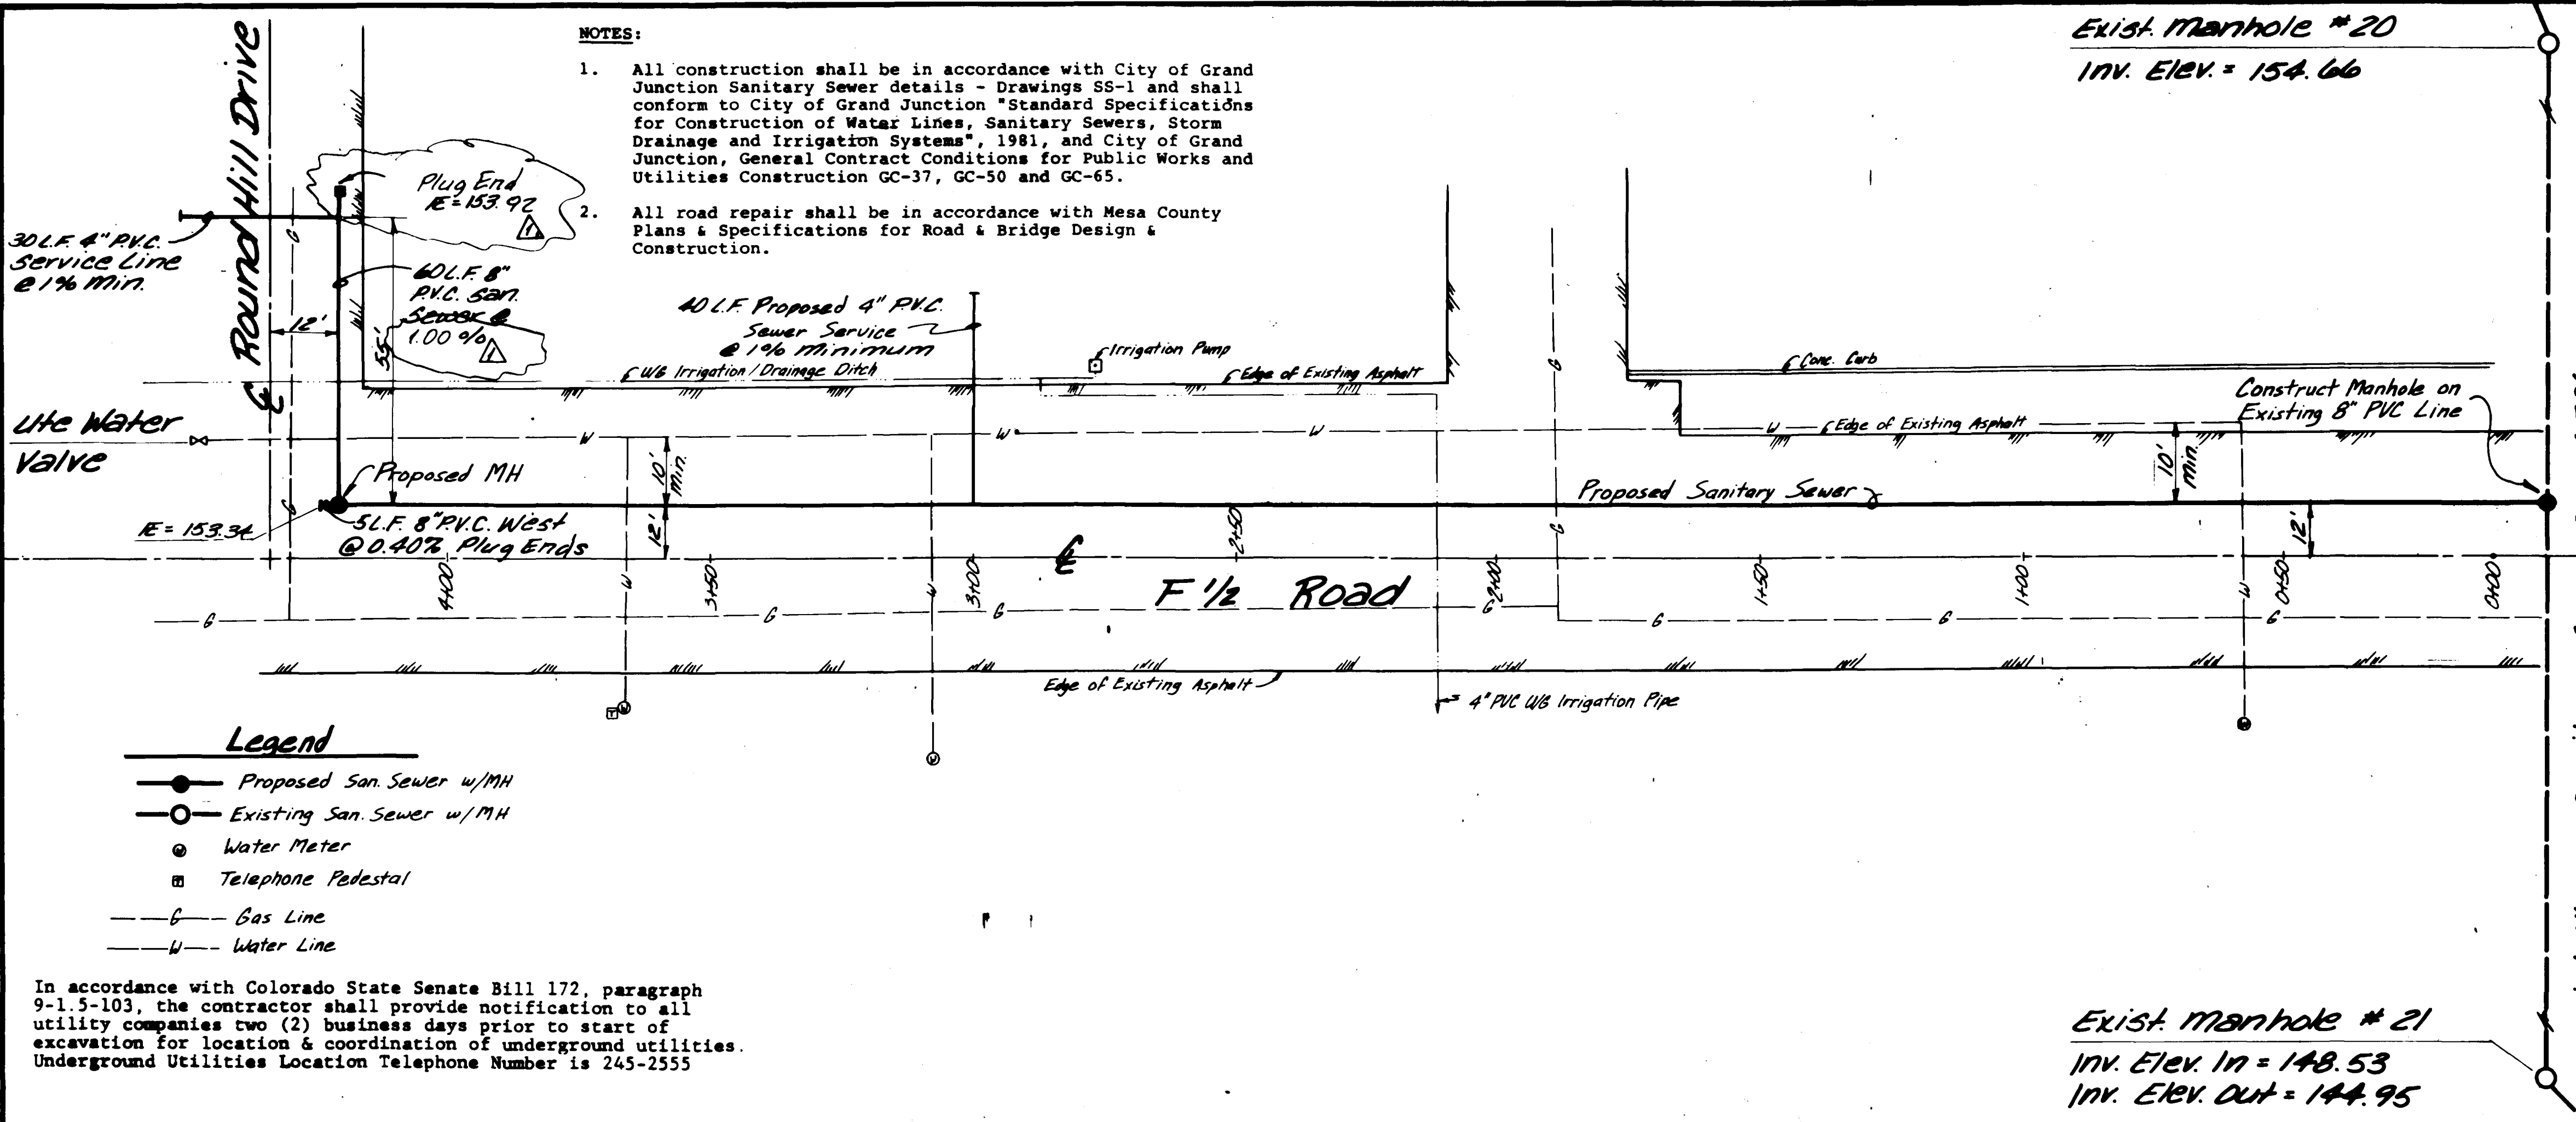 Round Hill Drive
NOTES:
1. All construction shall be in accordance with City of Grand
Junction Sanitary Sewer details - Drawings SS-1 and shall
conform to City of Grand Junction "Standard Specifications
for Construction of Water Lines, Sanitary Sewers, Storm
Drainage and Irrigation Systems", 1981, and City of Grand
Junction, General Contract Conditions for Public Works and
Utilities Construction GC-37, GC-50 and GC-65.
2. All road repair shall be in accordance with Mesa County
Plans & Specifications for Road & Bridge Design &
Construction.
Exist. Manhole #20
Inv. Elev. = 154.66
Plug End
IE=153.92
1
30 L.F. 4" P.V.C.
Service Line
@ 1% Min.
60 L.F. 8"
P.V.C. San.
Sewer @
1.00 %
1
12'
55'
40 L.F. Proposed 4" P.V.C.
Sewer Service
@ 1% Minimum
Irrigation Pump
U/G Irrigation / Drainage Ditch
Edge of Existing Asphalt
Conc. Curb
Construct Manhole on
Existing 8" PVC Line
Edge of Existing Asphalt
Ute Water
Valve
W W W W
G G G
Proposed MH
10'
Min.
10'
Min.
Proposed Sanitary Sewer
IE = 153.34
5 L.F. 8" P.V.C. West
@ 0.40% Plug Ends
12'
12'
℄
℄
4+00 3+50 3+00 2+50 2+00 1+50 1+00 0+50 0+00
W W W
F 1/2 Road
G G G G G G G
Edge of Existing Asphalt
4" PVC U/G Irrigation Pipe
Legend
Proposed San. Sewer w/MH
Existing San. Sewer w/MH
Water Meter
T Telephone Pedestal
G Gas Line
W Water Line
In accordance with Colorado State Senate Bill 172, paragraph
9-1.5-103, the contractor shall provide notification to all
utility companies two (2) business days prior to start of
excavation for location & coordination of underground utilities.
Underground Utilities Location Telephone Number is 245-2555
Exist. Manhole # 21
Inv. Elev. In = 148.53
Inv. Elev. Out = 144.95